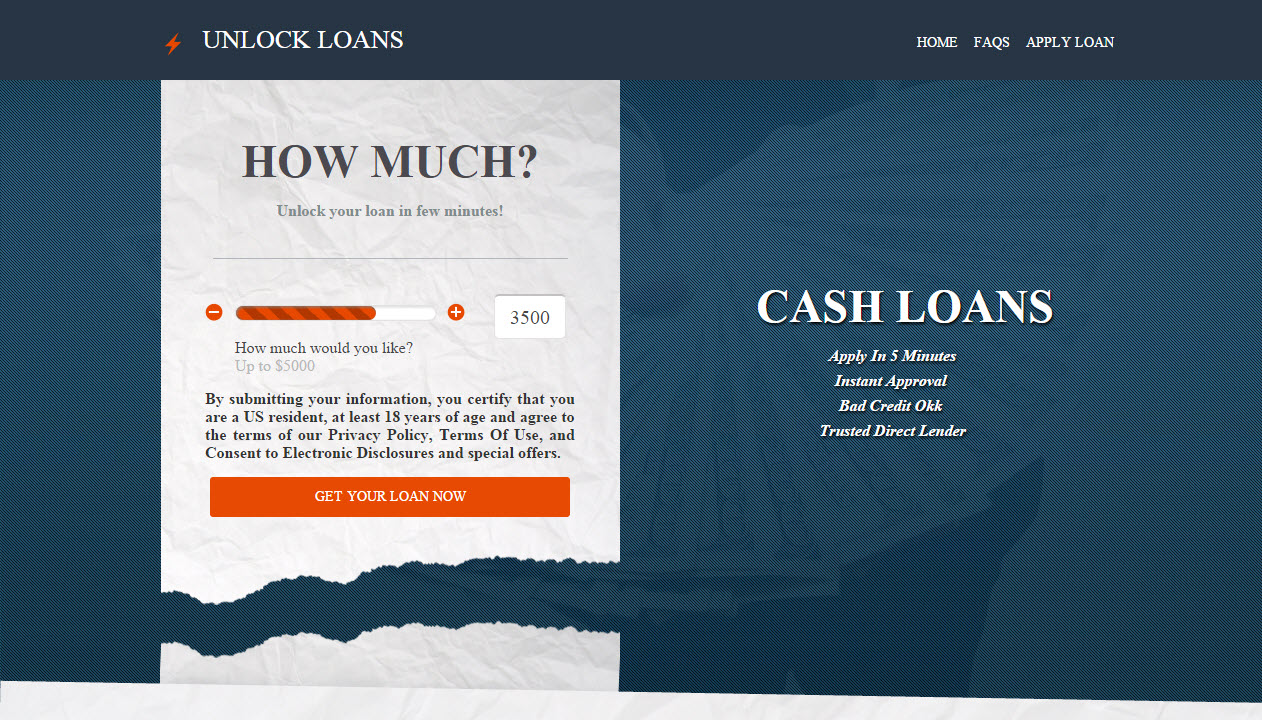 UNLOCK LOANS
HOME FAQS APPLY LOAN
HOW MUCH?
Unlock your loan in few minutes!
3500
How much would you like?
Up to $5000
By submitting your information, you certify that you
are a US resident, at least 18 years of age and agree to
the terms of our Privacy Policy, Terms Of Use, and
Consent to Electronic Disclosures and special offers.
GET YOUR LOAN NOW
CASH LOANS
Apply In 5 Minutes
Instant Approval
Bad Credit Okk
Trusted Direct Lender